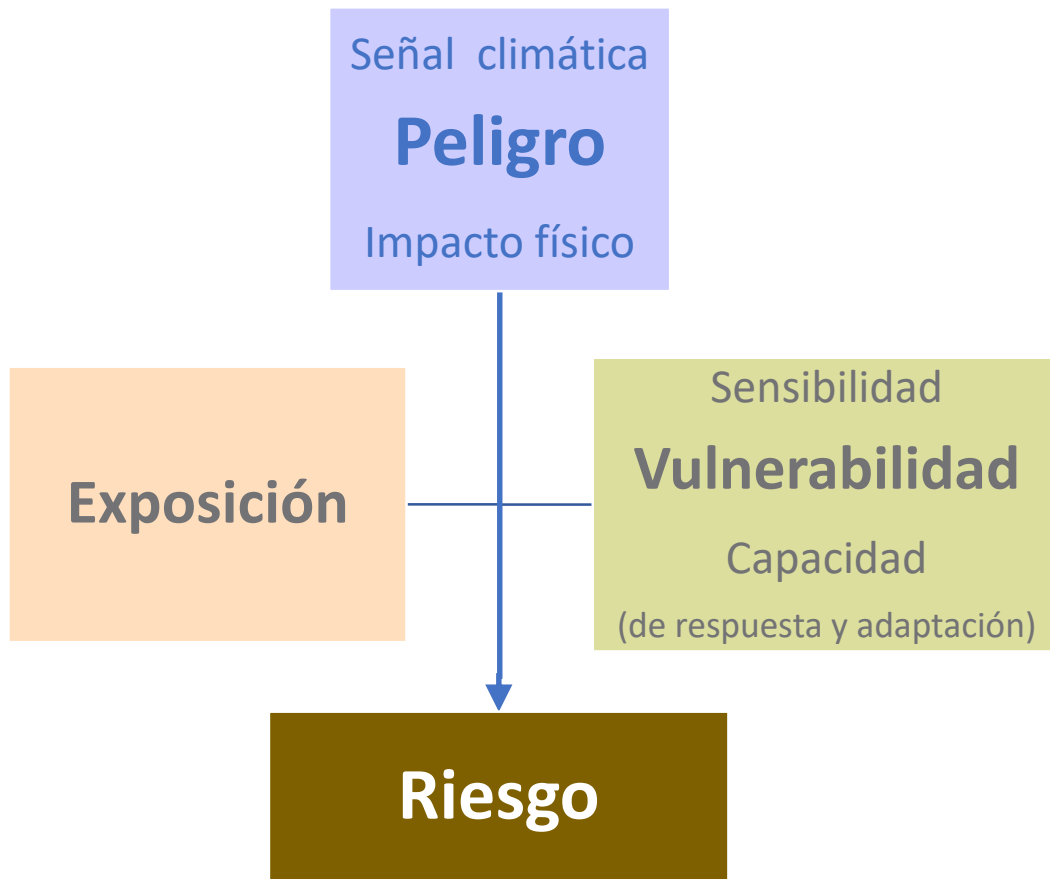 Señal climática
Peligro
Impacto físico
Exposición
Sensibilidad
Vulnerabilidad
Capacidad
(de respuesta y adaptación)
Riesgo